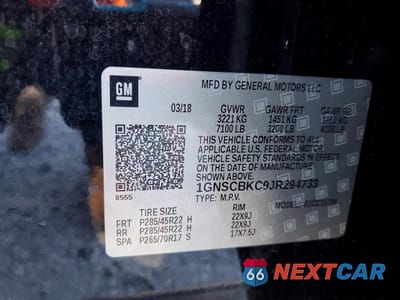 GM
MFD BY GENERAL MOTORS LLC
03/18 GVWR GAWR FRT GAWR RR
3221 KG 1451 KG
7100 LB 3200 LB
THIS VEHICLE CONFORMS TO ALL
APPLICABLE U.S. FEDERAL MOTOR
VEHICLE SAFETY STANDARDS IN EFFECT
ON THE DATE OF MANUFACTURE SHOWN ABOVE.
1GNSCBKC9JR294733
TYPE: M.P.V. MODEL:
8555
TIRE SIZE RIM
FRT P285/45R22 H 22X9J
RR P285/45R22 H 22X9J
SPA P265/70R17 S 17X7.5J
66 NEXTCAR